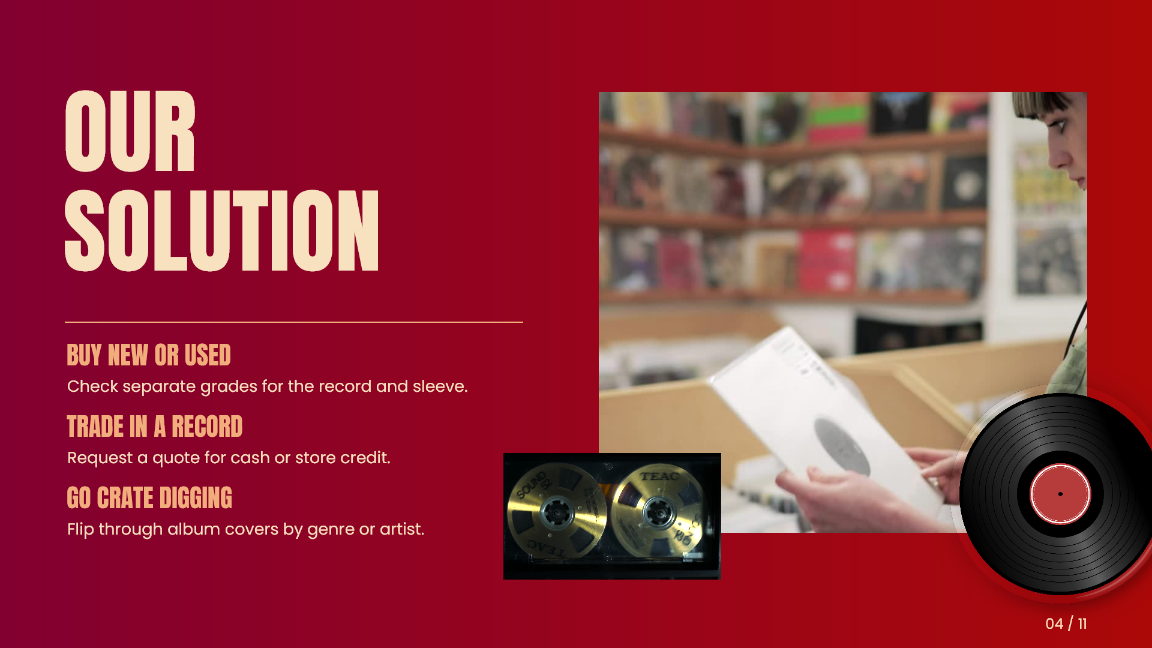 OUR
SOLUTION
BUY NEW OR USED
Check separate grades for the record and sleeve.
TRADE IN A RECORD
Request a quote for cash or store credit.
GO CRATE DIGGING
Flip through album covers by genre or artist.
SOUND
TEAC
TEAC
04 / 11